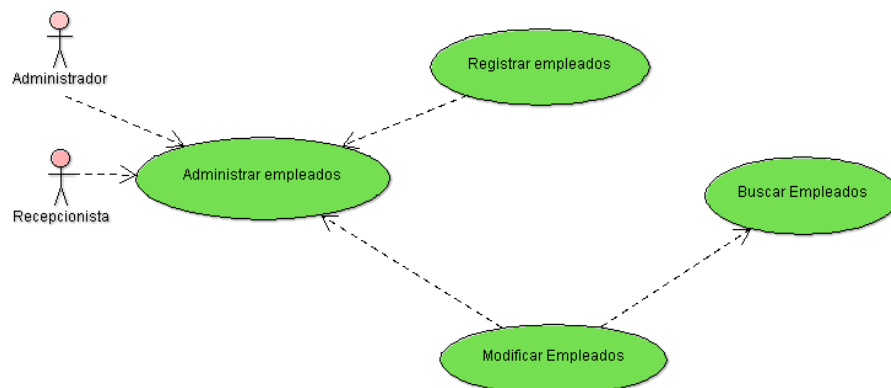 Administrador
Registrar empleados
Administrar empleados
Recepcionista
Buscar Empleados
Modificar Empleados